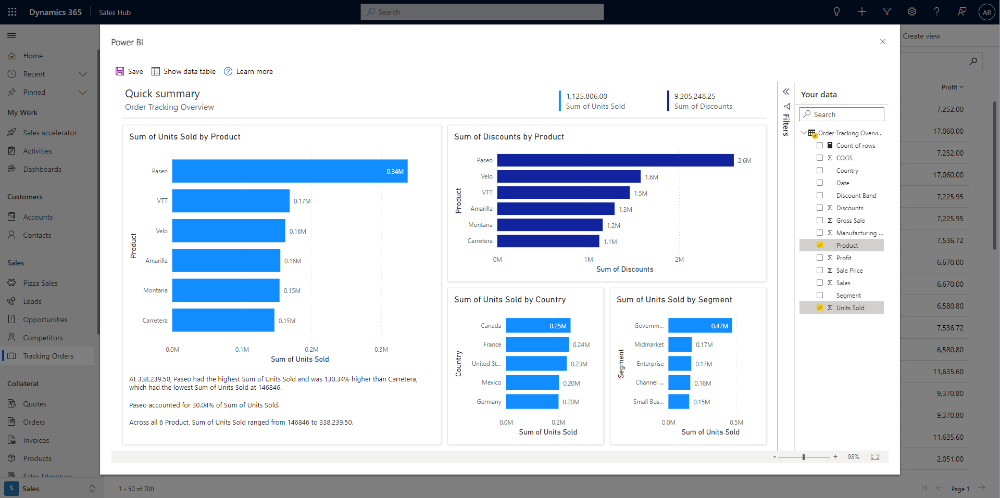 Dynamics 365
Sales Hub
Search
AR
Home
Recent
Pinned
My Work
Sales accelerator
Activities
Dashboards
Customers
Accounts
Contacts
Sales
Pizza Sales
Leads
Opportunities
Competitors
Tracking Orders
Collateral
Quotes
Orders
Invoices
Products
Sales Literature
S
Sales
Power BI
Save
Show data table
Learn more
Quick summary
Order Tracking Overview
1,125,806.00
Sum of Units Sold
9,205,248.25
Sum of Discounts
Sum of Units Sold by Product
Product
Paseo 0.34M
VTT 0.17M
Velo 0.16M
Amarilla 0.16M
Montana 0.15M
Carretera 0.15M
0.0M 0.1M 0.2M 0.3M
Sum of Units Sold
At 338,239.50, Paseo had the highest Sum of Units Sold and was 130.34% higher than Carretera,
which had the lowest Sum of Units Sold at 146846.
Paseo accounted for 30.04% of Sum of Units Sold.
Across all 6 Product, Sum of Units Sold ranged from 146846 to 338,239.50.
Sum of Discounts by Product
Product
Paseo 2.6M
Velo 1.6M
VTT 1.5M
Amarilla 1.3M
Montana 1.2M
Carretera 1.1M
0M 1M 2M
Sum of Discounts
Sum of Units Sold by Country
Country
Canada 0.25M
France 0.24M
United St... 0.23M
Mexico 0.20M
Germany 0.20M
0.0M 0.2M
Sum of Units Sold
Sum of Units Sold by Segment
Segment
Governm... 0.47M
Midmarket 0.17M
Enterprise 0.17M
Channel ... 0.16M
Small Bus... 0.15M
0.0M 0.5M
Sum of Units Sold
Filters
Your data
Search
Order Tracking Overvi...
Count of rows
Σ COGS
Country
Date
Discount Band
Σ Discounts
Σ Gross Sale
Σ Manufacturing ...
Product
Σ Profit
Σ Sale Price
Σ Sales
Segment
Σ Units Sold
- + 98%
Create view
Profit
7,252.00
17,060.00
7,252.00
17,060.00
7,225.95
7,225.95
7,536.72
6,670.00
6,670.00
6,580.80
7,536.72
6,580.80
11,635.60
9,370.80
9,370.80
11,635.60
2,051.00
1 - 50 of 700
Page 1